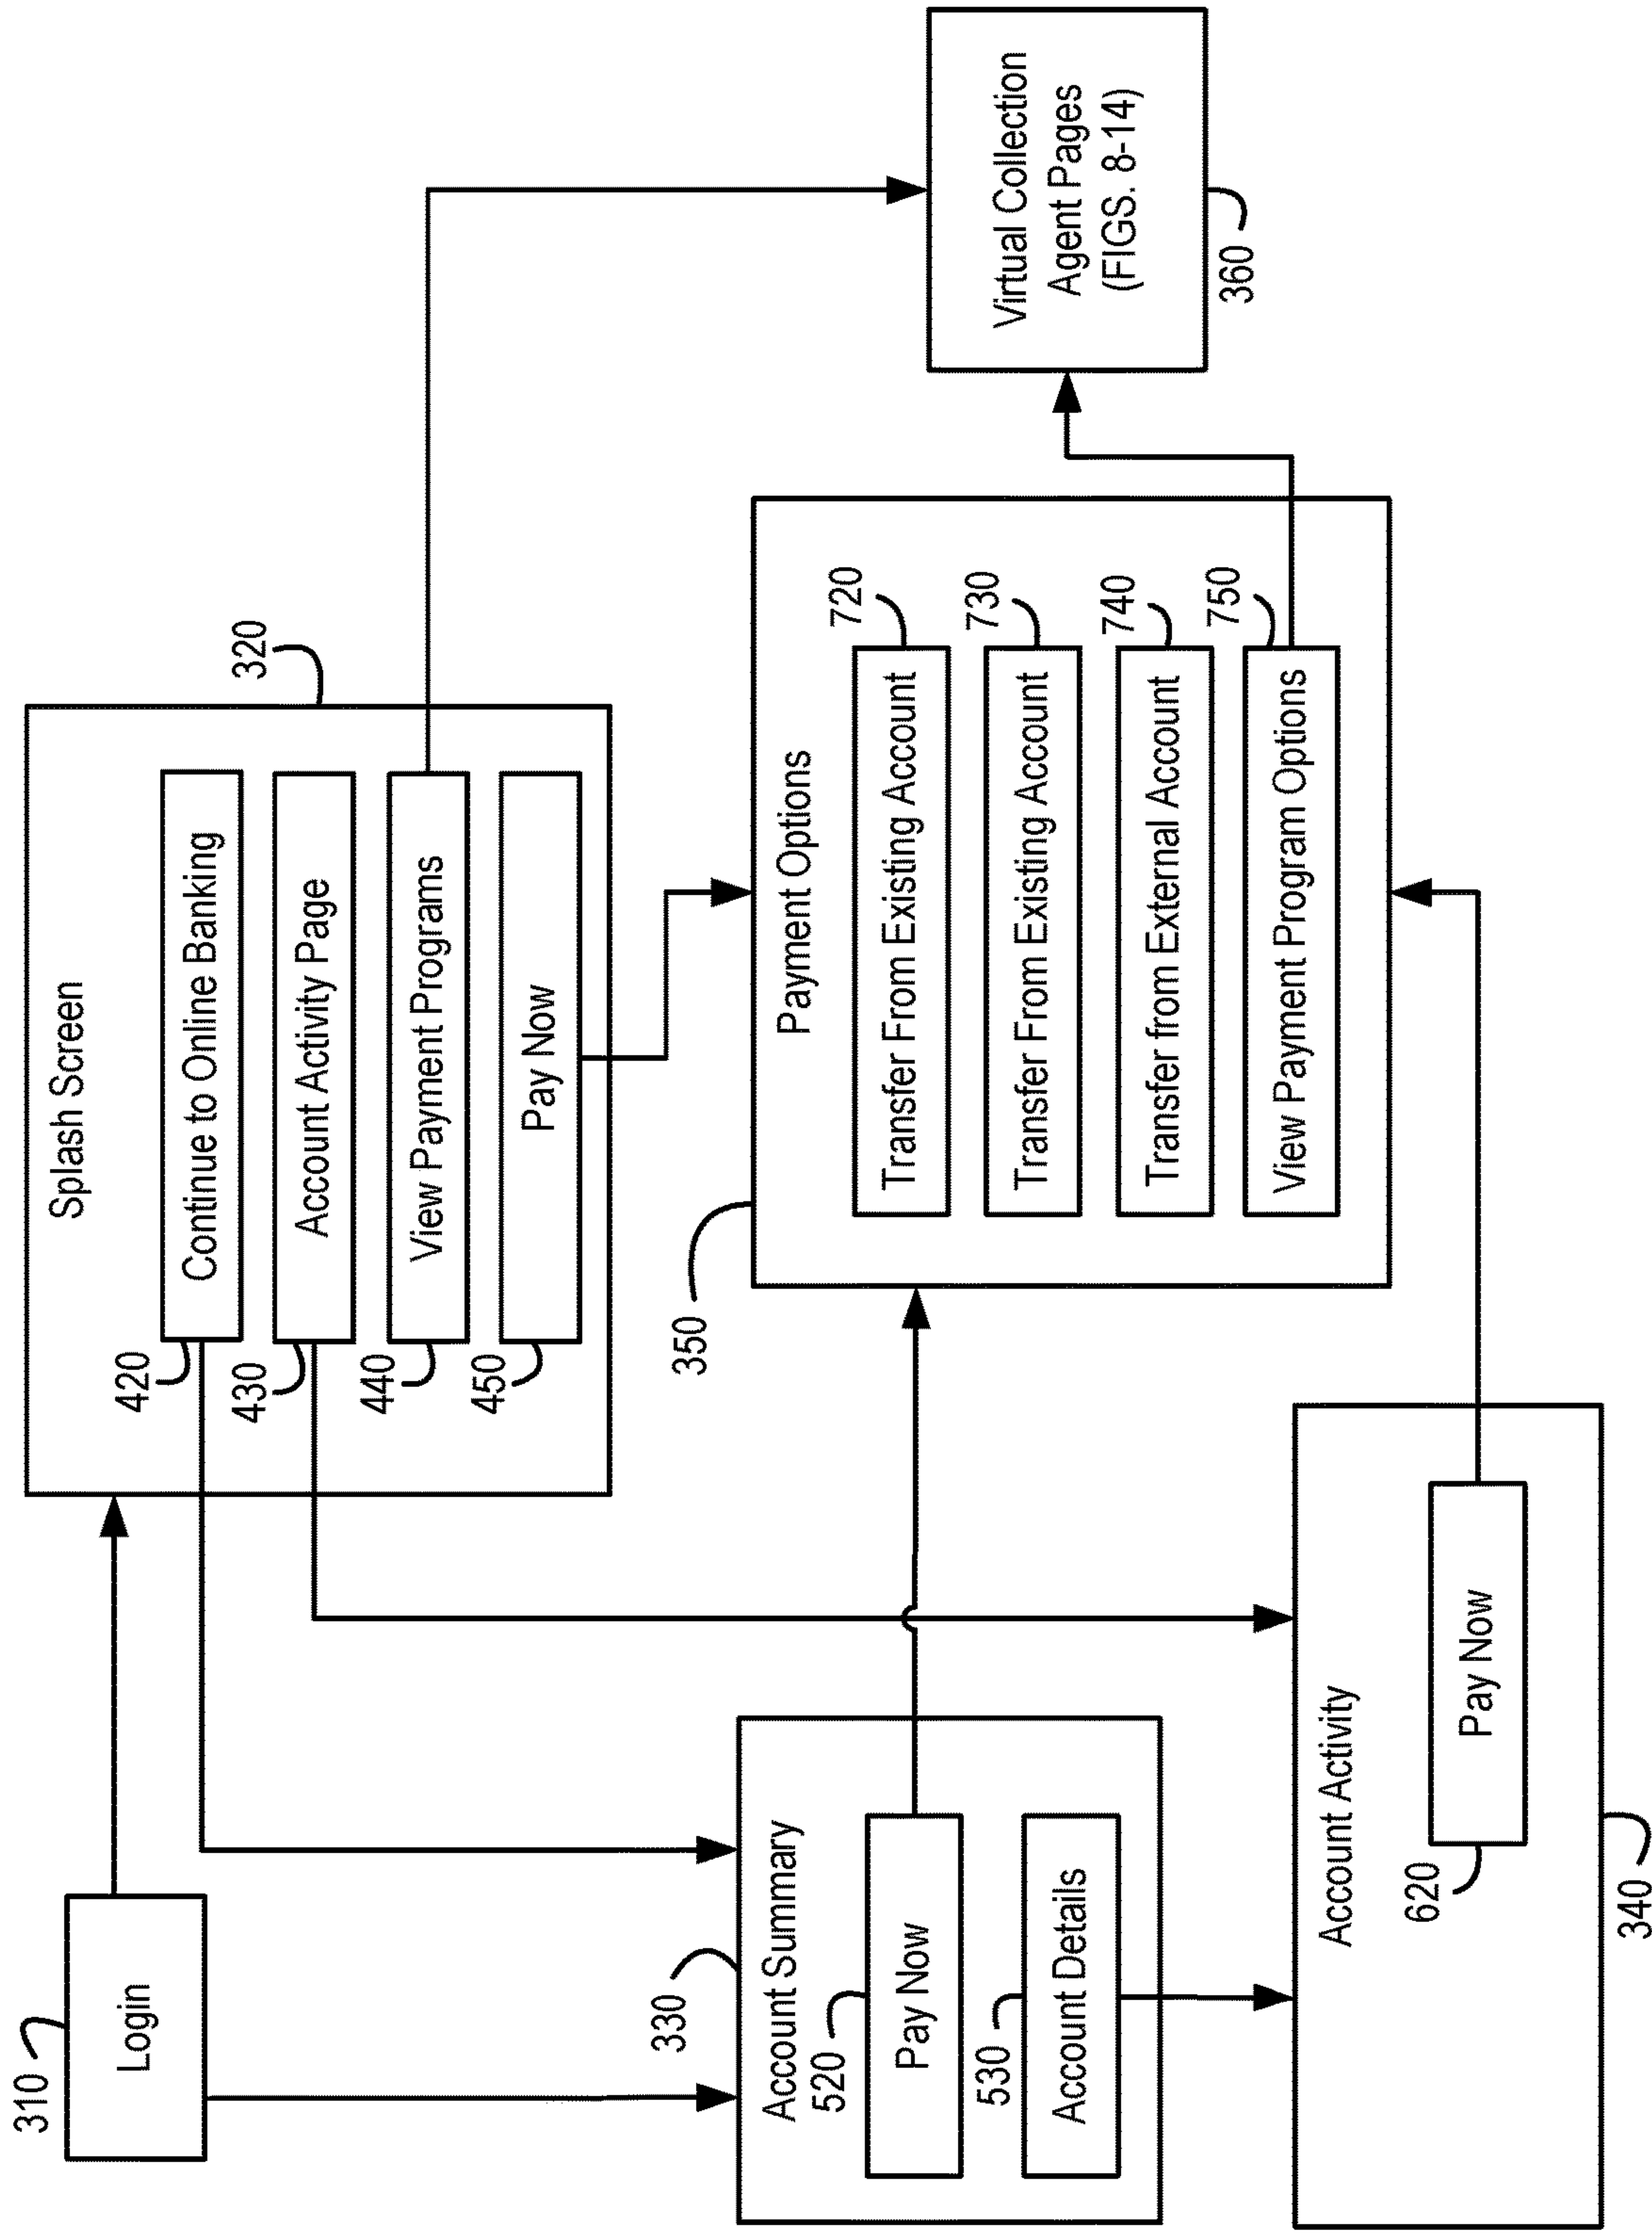 310
Login
Splash Screen
320
420
Continue to Online Banking
430
Account Activity Page
440
View Payment Programs
450
Pay Now
330
Account Summary
520
Pay Now
530
Account Details
350
Payment Options
720
Transfer From Existing Account
730
Transfer From Existing Account
740
Transfer from External Account
750
View Payment Program Options
Virtual Collection
Agent Pages
(FIGS. 8-14)
360
Account Activity
620
Pay Now
340